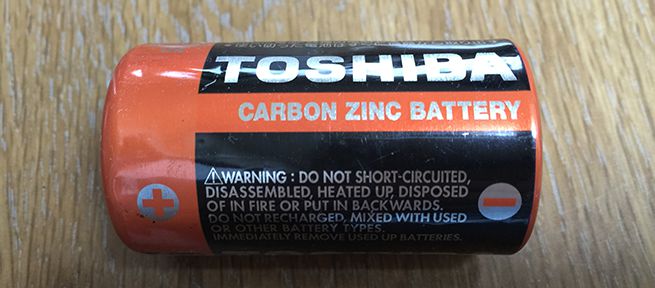 TOSHIBA
CARBON ZINC BATTERY
⚠WARNING : DO NOT SHORT-CIRCUITED,
DISASSEMBLED, HEATED UP, DISPOSED
OF IN FIRE OR PUT IN BACKWARDS.
DO NOT RECHARGED, MIXED WITH USED
OR OTHER BATTERY TYPES.
IMMEDIATELY REMOVE USED UP BATTERIES.
+
−